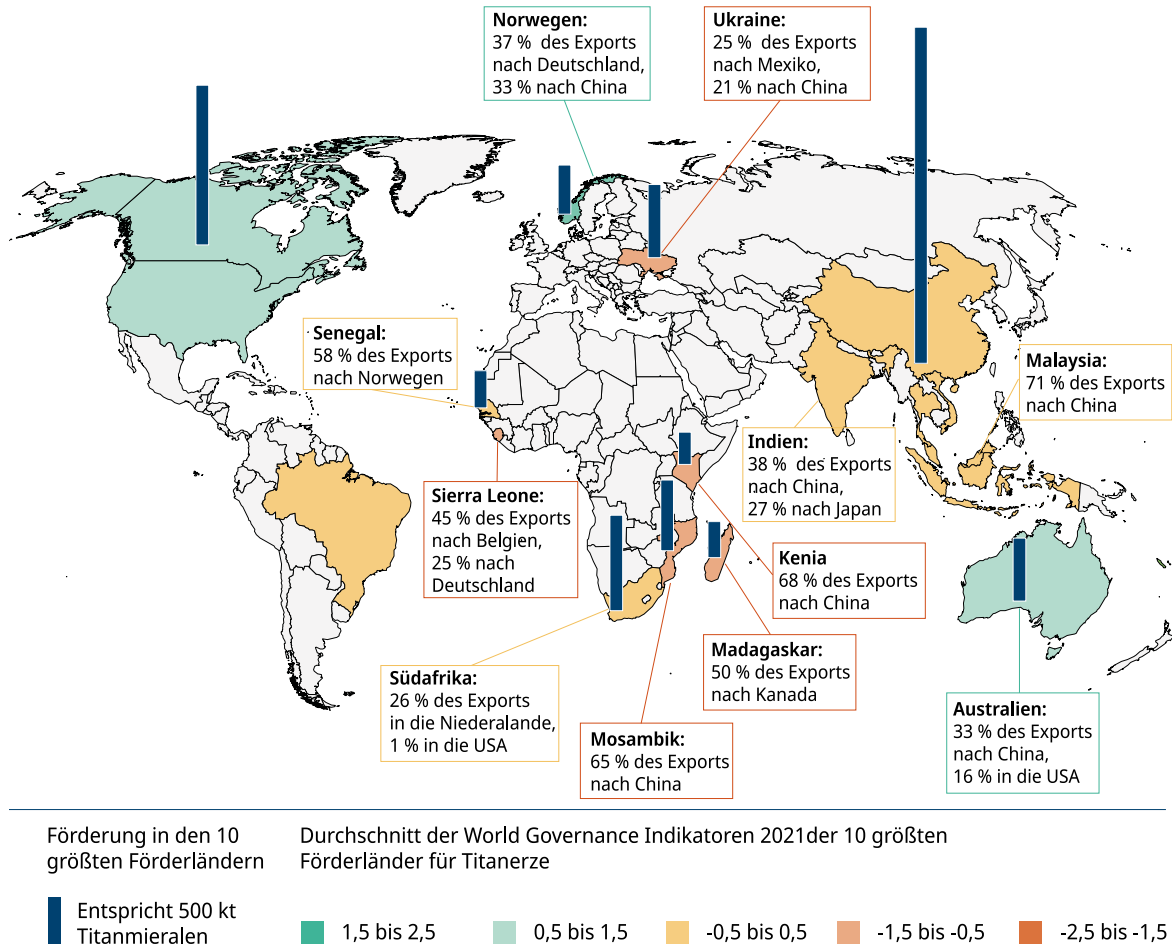 Norwegen:
37 % des Exports
nach Deutschland,
33 % nach China
Ukraine:
25 % des Exports
nach Mexiko,
21 % nach China
Senegal:
58 % des Exports
nach Norwegen
Malaysia:
71 % des Exports
nach China
Indien:
38 % des Exports
nach China,
27 % nach Japan
Sierra Leone:
45 % des Exports
nach Belgien,
25 % nach
Deutschland
Kenia
68 % des Exports
nach China
Madagaskar:
50 % des Exports
nach Kanada
Südafrika:
26 % des Exports
in die Niederalande,
1 % in die USA
Mosambik:
65 % des Exports
nach China
Australien:
33 % des Exports
nach China,
16 % in die USA
Förderung in den 10
größten Förderländern
Entspricht 500 kt
Titanmieralen
Durchschnitt der World Governance Indikatoren 2021der 10 größten
Förderländer für Titanerze
1,5 bis 2,5
0,5 bis 1,5
-0,5 bis 0,5
-1,5 bis -0,5
-2,5 bis -1,5